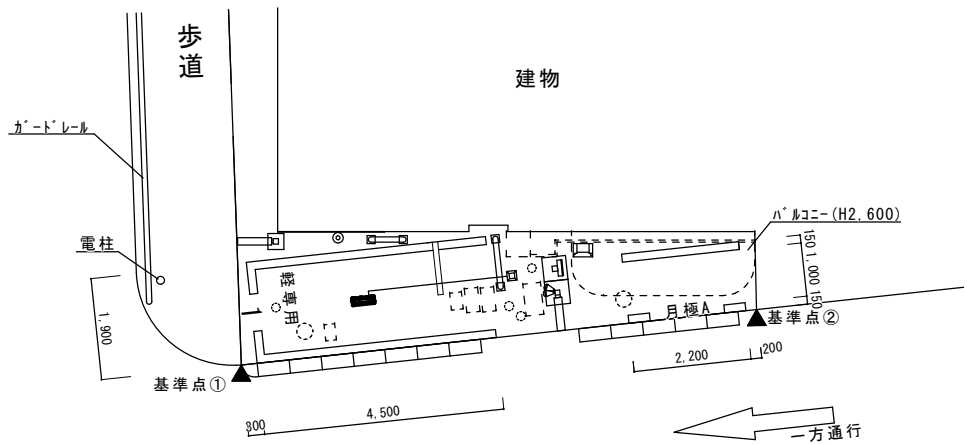 歩道
建物
ｶﾞｰﾄﾞﾚｰﾙ
ﾊﾞﾙｺﾆｰ(H2,600)
電柱
150
1,000
150
軽専用
1
月極A
1,900
基準点②
基準点①
2,200
200
4,500
300
一方通行